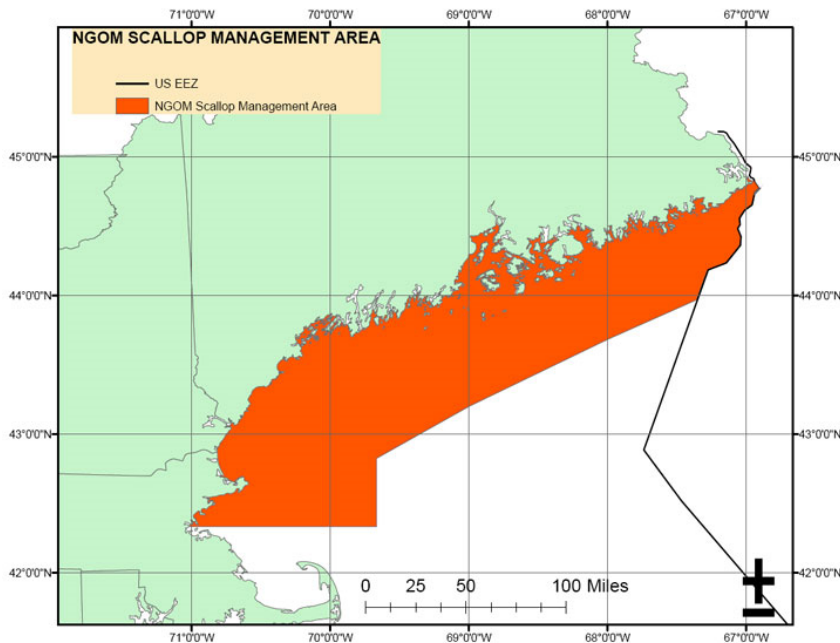 71°0'0"W 70°0'0"W 69°0'0"W 68°0'0"W 67°0'0"W
NGOM SCALLOP MANAGEMENT AREA
US EEZ
NGOM Scallop Management Area
45°0'0"N 45°0'0"N
44°0'0"N 44°0'0"N
43°0'0"N 43°0'0"N
42°0'0"N 42°0'0"N
0 25 50 100 Miles
71°0'0"W 70°0'0"W 69°0'0"W 68°0'0"W 67°0'0"W